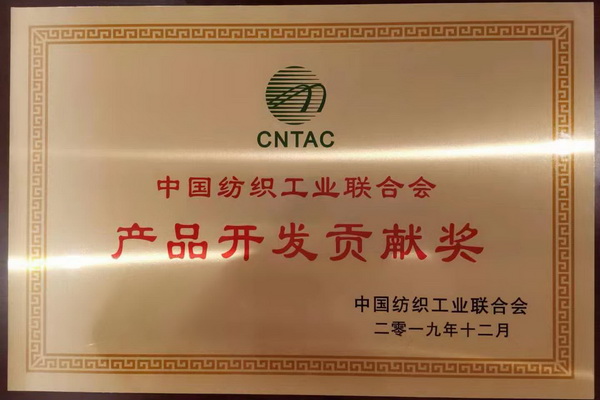 CNTAC
中国纺织工业联合会
产品开发贡献奖
中国纺织工业联合会
二零一九年十二月